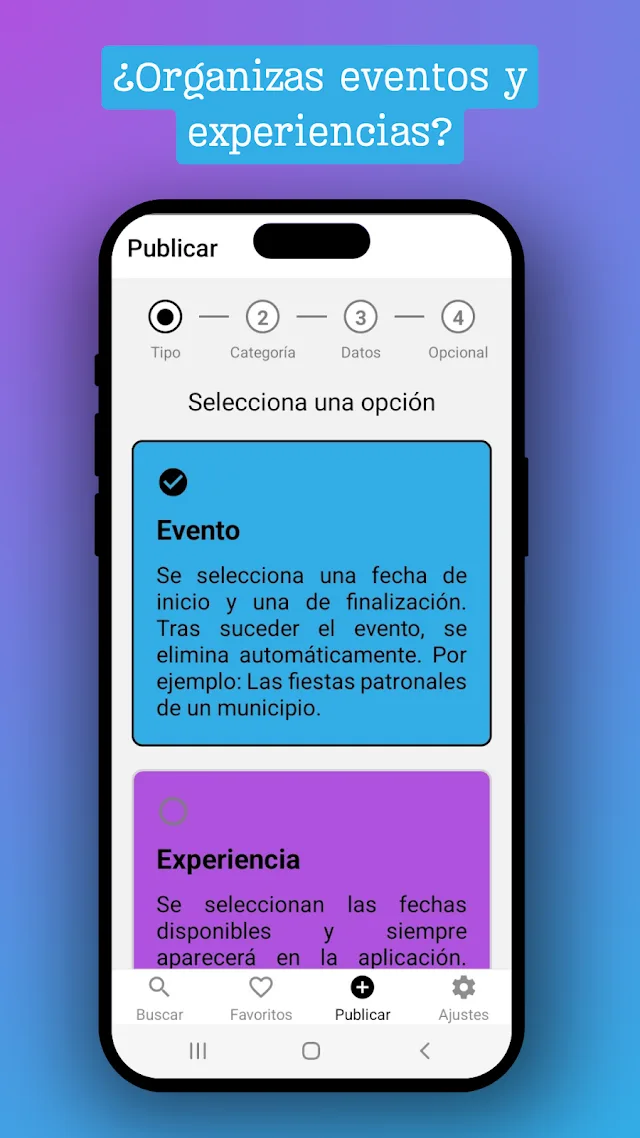 ¿Organizas eventos y
experiencias?
Publicar
2
3
4
Tipo
Categoría
Datos
Opcional
Selecciona una opción
Evento
Se selecciona una fecha de
inicio y una de finalización.
Tras suceder el evento, se
elimina automáticamente. Por
ejemplo: Las fiestas patronales
de un municipio.
Experiencia
Se seleccionan las fechas
disponibles y siempre
aparecerá en la aplicación.
Buscar
Favoritos
Publicar
Ajustes